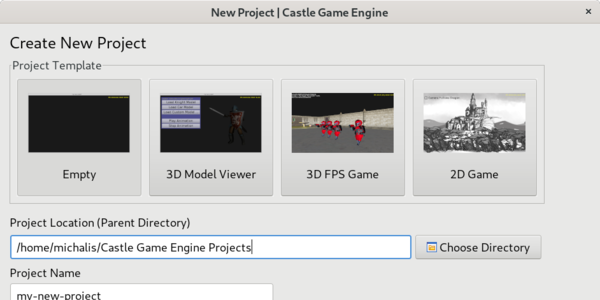 New Project | Castle Game Engine
×
Create New Project
Project Template
Empty
3D Model Viewer
3D FPS Game
2D Game
Project Location (Parent Directory)
/home/michalis/Castle Game Engine Projects
Choose Directory
Project Name
my-new-project